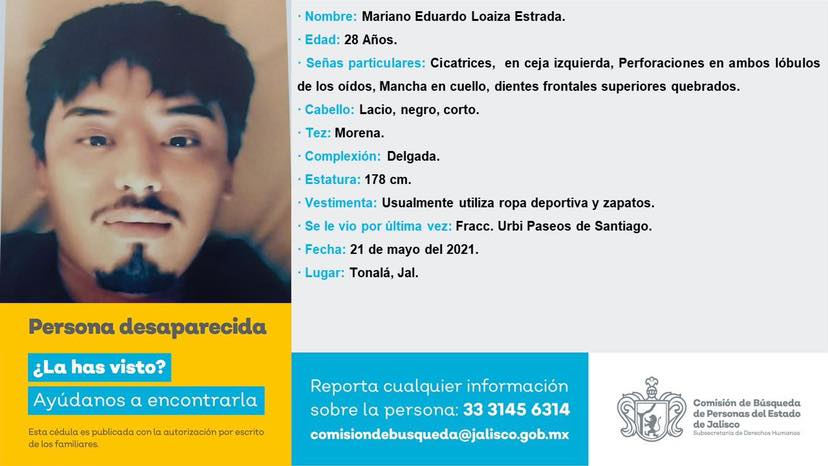 · Nombre: Mariano Eduardo Loaiza Estrada.
· Edad: 28 Años.
· Señas particulares: Cicatrices, en ceja izquierda, Perforaciones en ambos lóbulos
de los oídos, Mancha en cuello, dientes frontales superiores quebrados.
· Cabello: Lacio, negro, corto.
· Tez: Morena.
· Complexión: Delgada.
· Estatura: 178 cm.
· Vestimenta: Usualmente utiliza ropa deportiva y zapatos.
· Se le vio por última vez: Fracc. Urbi Paseos de Santiago.
· Fecha: 21 de mayo del 2021.
· Lugar: Tonalá, Jal.
Persona desaparecida
¿La has visto?
Ayúdanos a encontrarla
Esta cédula es publicada con la autorización por escrito
de los familiares.
Reporta cualquier información
sobre la persona: 33 3145 6314
comisiondebusqueda@jalisco.gob.mx
Comisión de Búsqueda
de Personas del Estado
de Jalisco
Subsecretaría de Derechos Humanos